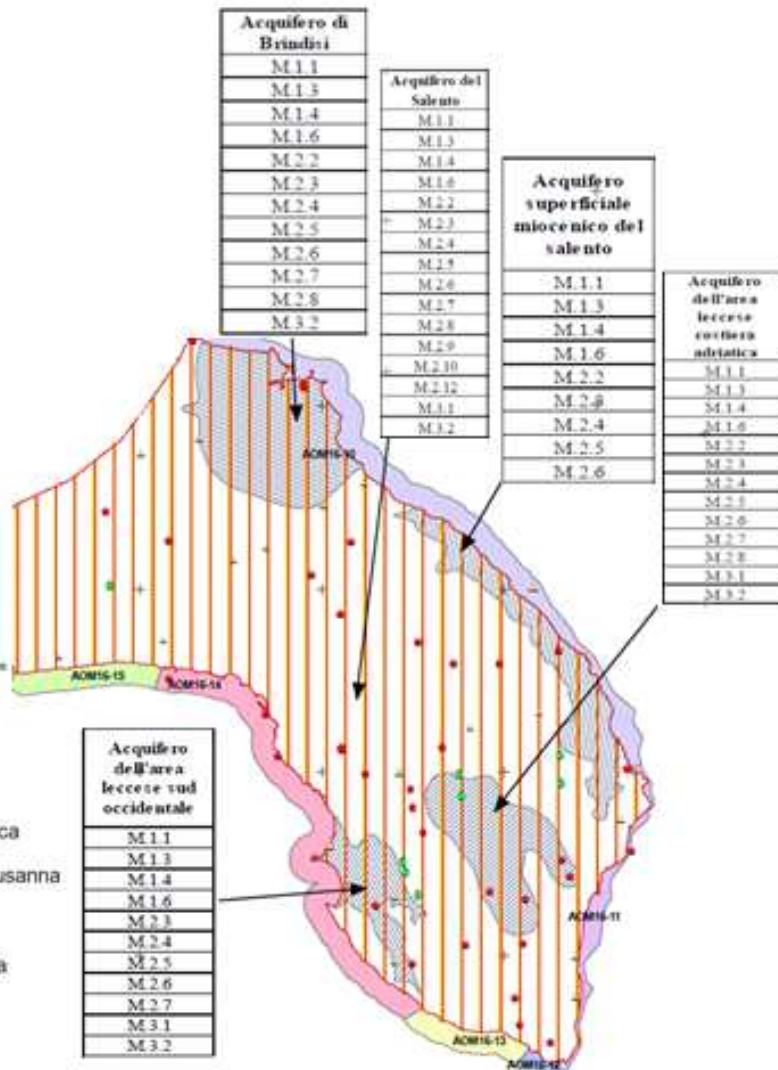 Acquifero di
Brindisi
M.1.1
M.1.3
M.1.4
M.1.6
M.2.2
M.2.3
M.2.4
M.2.5
M.2.6
M.2.7
M.2.8
M.3.2
Acquifero del
Salento
M.1.1
M.1.3
M.1.4
M.1.6
M.2.2
M.2.3
M.2.4
M.2.5
M.2.6
M.2.7
M.2.8
M.2.9
M.2.10
M.2.12
M.3.1
M.3.2
Acquifero
superficiale
miocenico del
salento
M.1.1
M.1.3
M.1.4
M.1.6
M.2.2
M.2.3
M.2.4
M.2.5
M.2.6
Acquifero
dell'area
leccese
costiera
adriatica
M.1.1
M.1.3
M.1.4
M.1.6
M.2.2
M.2.3
M.2.4
M.2.5
M.2.6
M.2.7
M.2.8
M.3.1
M.3.2
AOM16-10
AOM16-15
AOM16-14
Acquifero
dell'area
leccese sud
occidentale
M.1.1
M.1.3
M.1.4
M.1.6
M.2.3
M.2.4
M.2.5
M.2.6
M.2.7
M.3.1
M.3.2
ca
usanna
a
AOM16-11
AOM16-13
AOM16-12